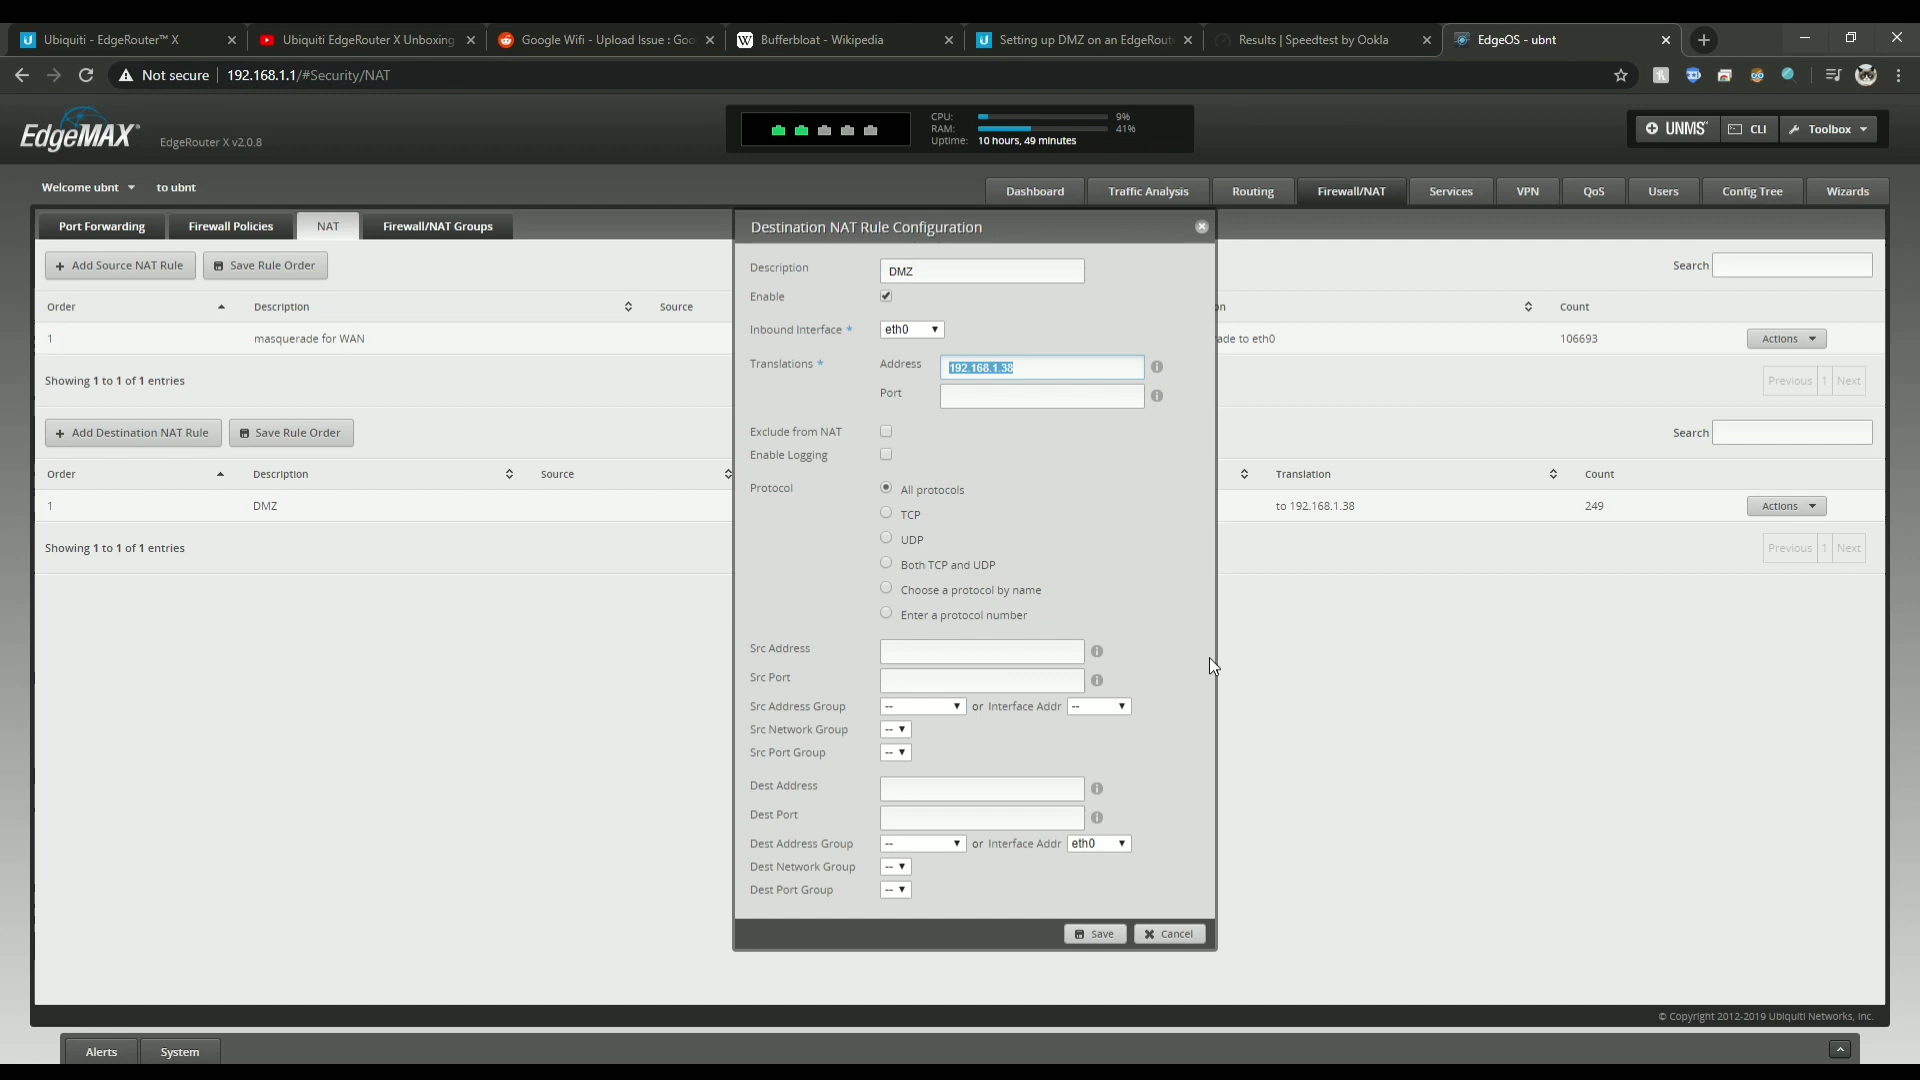 Ubiquiti - EdgeRouter™ X
Ubiquiti EdgeRouter X Unboxing
Google Wifi - Upload Issue : Goo
Bufferbloat - Wikipedia
Setting up DMZ on an EdgeRout
Results | Speedtest by Ookla
EdgeOS - ubnt
Not secure
192.168.1.1/#Security/NAT
EdgeMAX
EdgeRouter X v2.0.8
CPU: 9%
RAM: 41%
Uptime: 10 hours, 49 minutes
UNMS
CLI
Toolbox
Welcome ubnt
to ubnt
Dashboard
Traffic Analysis
Routing
Firewall/NAT
Services
VPN
QoS
Users
Config Tree
Wizards
Port Forwarding
Firewall Policies
NAT
Firewall/NAT Groups
+ Add Source NAT Rule
Save Rule Order
Search
Order
Description
Source
on
Count
1
masquerade for WAN
ade to eth0
106693
Actions
Showing 1 to 1 of 1 entries
Previous 1 Next
+ Add Destination NAT Rule
Save Rule Order
Search
Order
Description
Source
Translation
Count
1
DMZ
to 192.168.1.38
249
Actions
Showing 1 to 1 of 1 entries
Previous 1 Next
Destination NAT Rule Configuration
Description
DMZ
Enable
Inbound Interface *
eth0
Translations *
Address
192.168.1.38
Port
Exclude from NAT
Enable Logging
Protocol
All protocols
TCP
UDP
Both TCP and UDP
Choose a protocol by name
Enter a protocol number
Src Address
Src Port
Src Address Group -- or Interface Addr --
Src Network Group --
Src Port Group --
Dest Address
Dest Port
Dest Address Group -- or Interface Addr eth0
Dest Network Group --
Dest Port Group --
Save
Cancel
© Copyright 2012-2019 Ubiquiti Networks, Inc.
Alerts
System